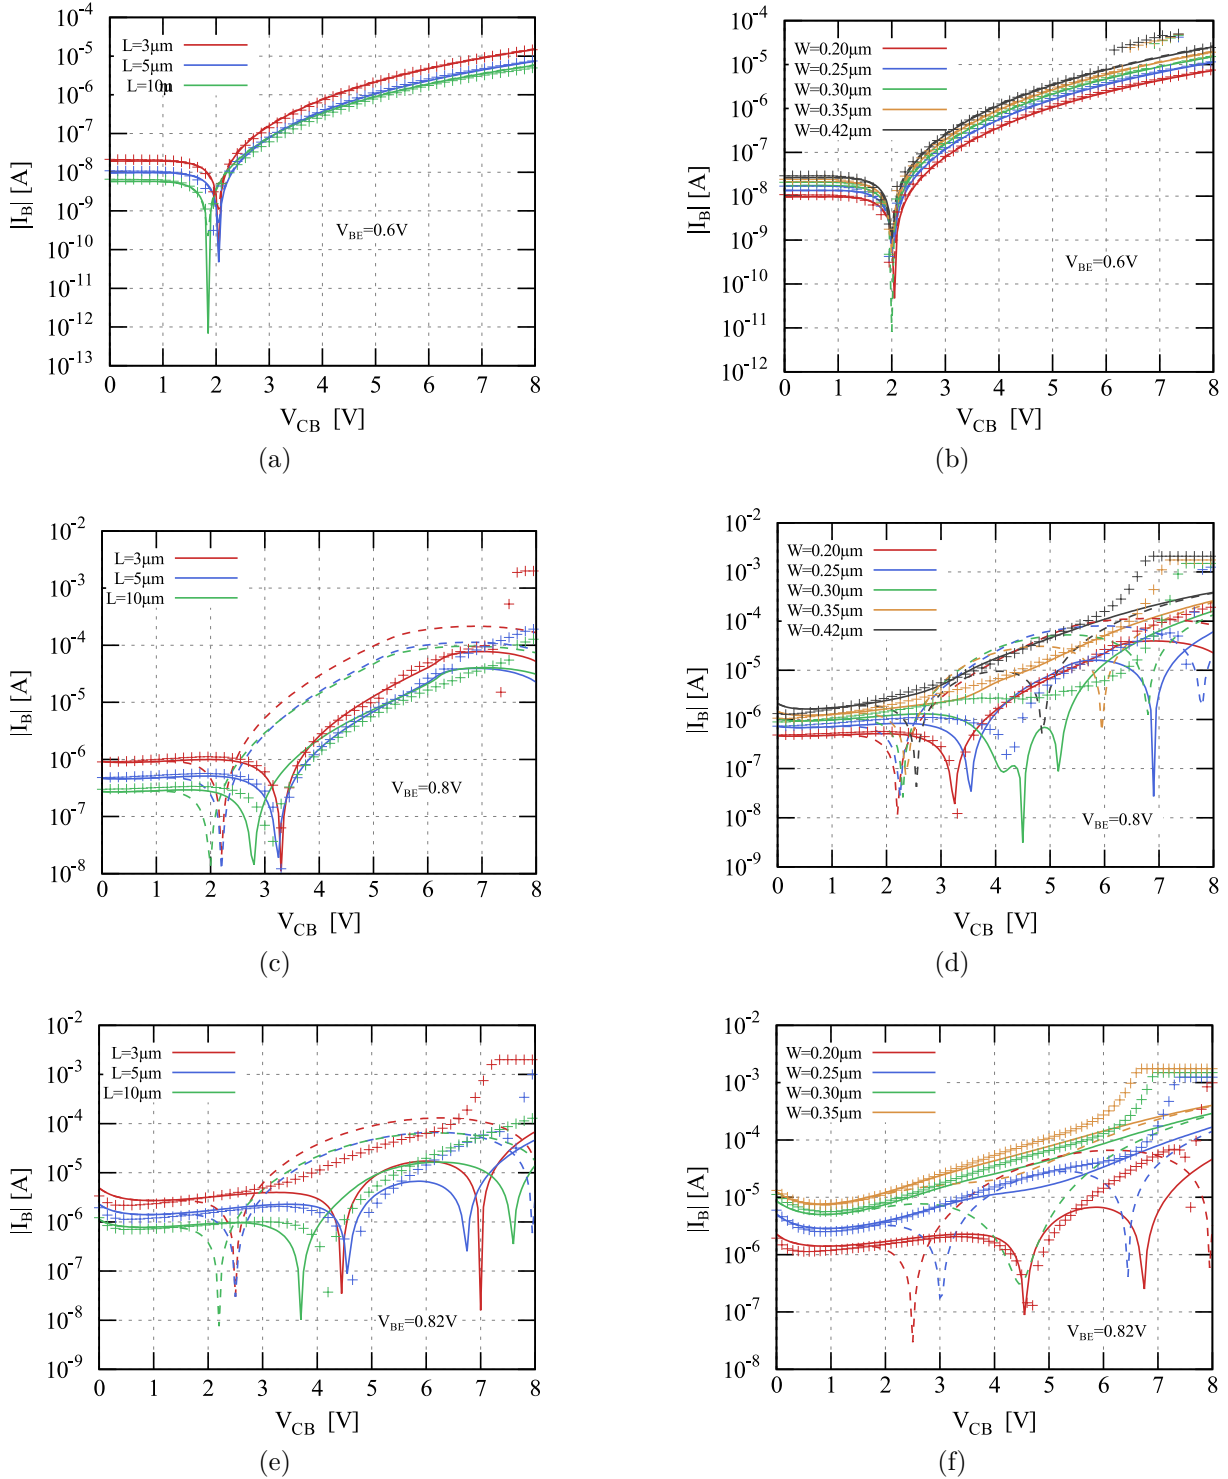 10⁻⁴
10⁻⁵
10⁻⁶
10⁻⁷
10⁻⁸
10⁻⁹
10⁻¹⁰
10⁻¹¹
10⁻¹²
10⁻¹³
|I_B| [A]
L=3μm
L=5μm
L=10μ
V_BE=0.6V
0 1 2 3 4 5 6 7 8
V_CB [V]
(a)
10⁻⁴
10⁻⁵
10⁻⁶
10⁻⁷
10⁻⁸
10⁻⁹
10⁻¹⁰
10⁻¹¹
10⁻¹²
|I_B| [A]
W=0.20μm
W=0.25μm
W=0.30μm
W=0.35μm
W=0.42μm
V_BE=0.6V
0 1 2 3 4 5 6 7 8
V_CB [V]
(b)
10⁻²
10⁻³
10⁻⁴
10⁻⁵
10⁻⁶
10⁻⁷
10⁻⁸
|I_B| [A]
L=3μm
L=5μm
L=10μm
V_BE=0.8V
0 1 2 3 4 5 6 7 8
V_CB [V]
(c)
10⁻²
10⁻³
10⁻⁴
10⁻⁵
10⁻⁶
10⁻⁷
10⁻⁸
10⁻⁹
|I_B| [A]
W=0.20μm
W=0.25μm
W=0.30μm
W=0.35μm
W=0.42μm
V_BE=0.8V
0 1 2 3 4 5 6 7 8
V_CB [V]
(d)
10⁻²
10⁻³
10⁻⁴
10⁻⁵
10⁻⁶
10⁻⁷
10⁻⁸
10⁻⁹
|I_B| [A]
L=3μm
L=5μm
L=10μm
V_BE=0.82V
0 1 2 3 4 5 6 7 8
V_CB [V]
(e)
10⁻²
10⁻³
10⁻⁴
10⁻⁵
10⁻⁶
10⁻⁷
10⁻⁸
|I_B| [A]
W=0.20μm
W=0.25μm
W=0.30μm
W=0.35μm
V_BE=0.82V
0 1 2 3 4 5 6 7 8
V_CB [V]
(f)